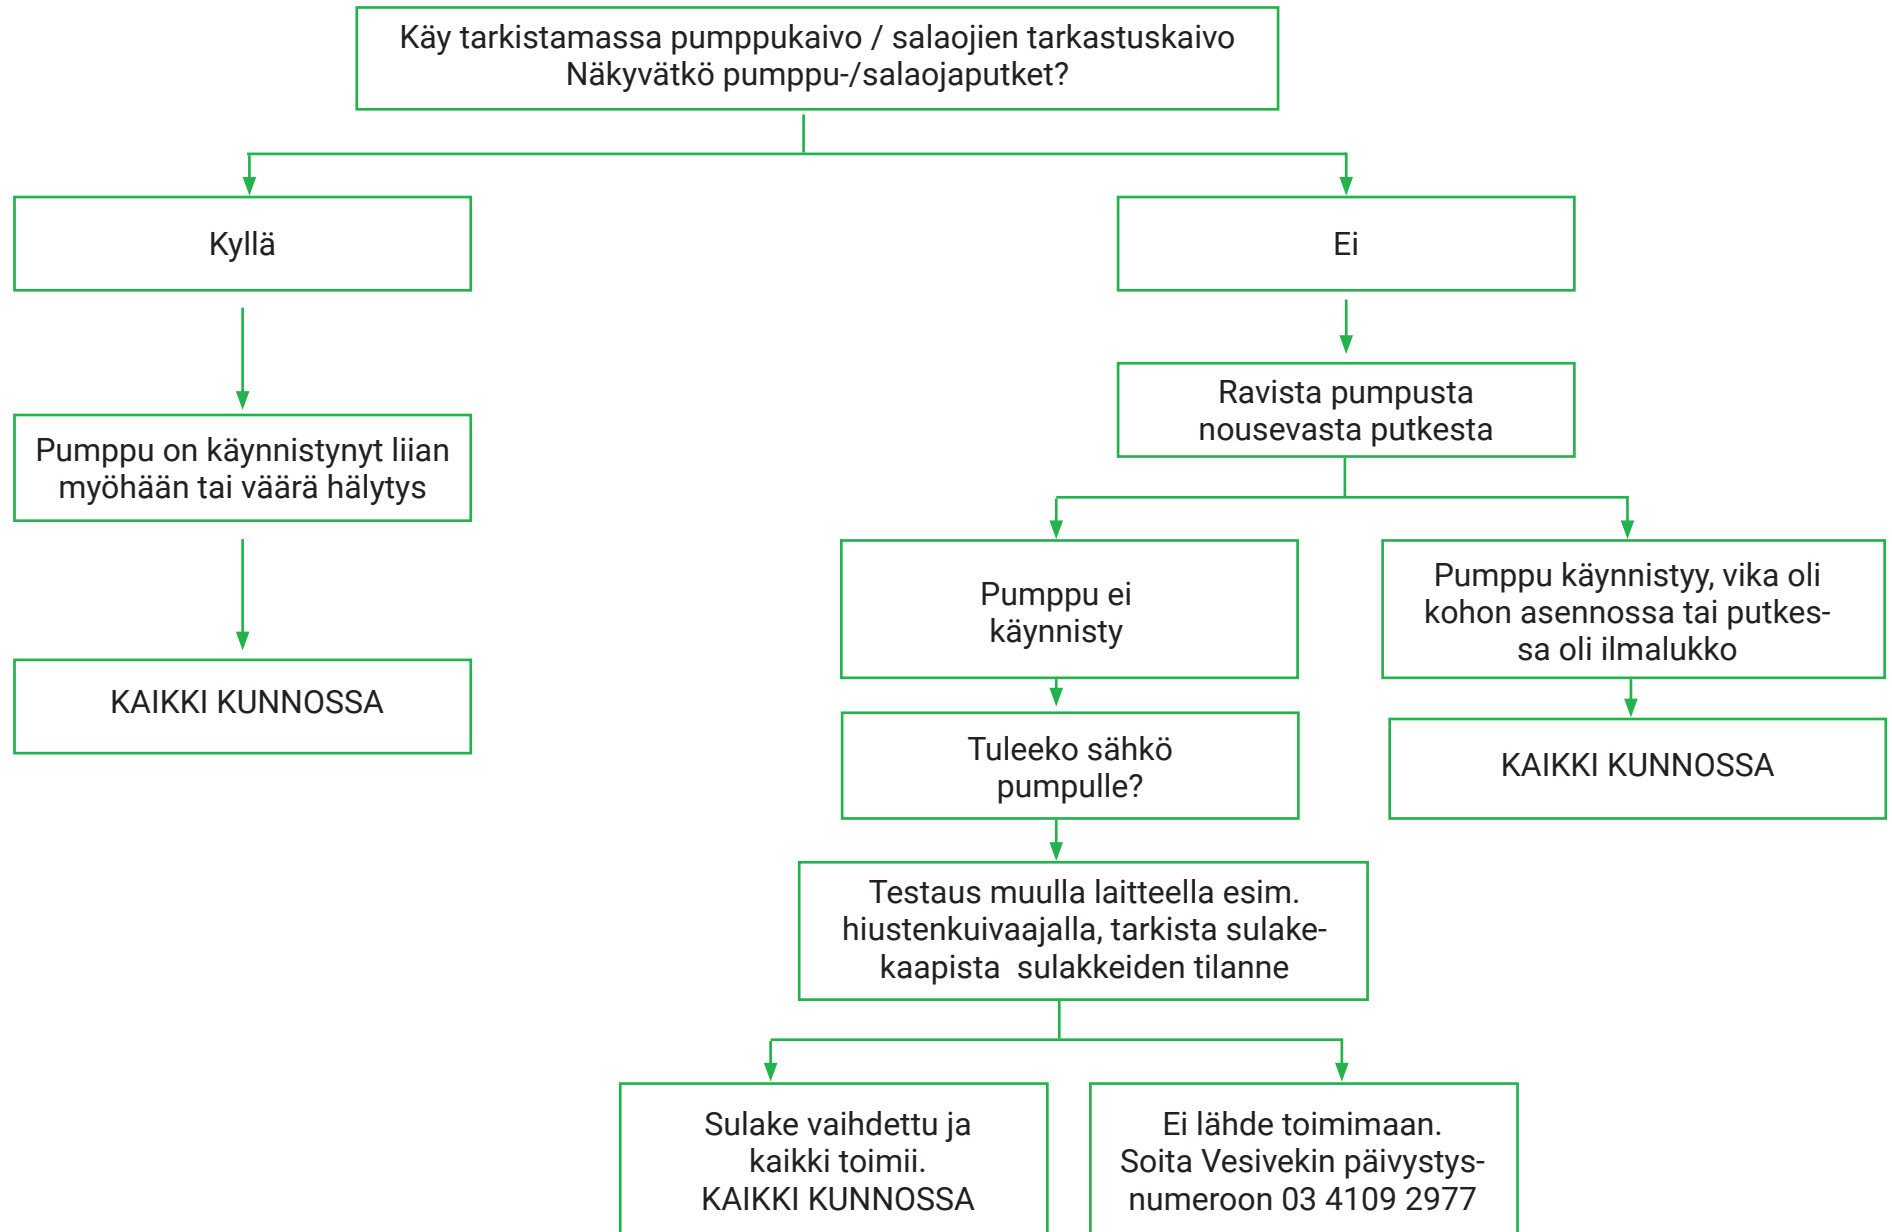 Käy tarkistamassa pumppukaivo / salaojien tarkastuskaivo
Näkyvätkö pumppu-/salaojaputket?
Kyllä
Ei
Pumppu on käynnistynyt liian
myöhään tai väärä hälytys
KAIKKI KUNNOSSA
Ravista pumpusta
nousevasta putkesta
Pumppu ei
käynnisty
Pumppu käynnistyy, vika oli
kohon asennossa tai putkes-
sa oli ilmalukko
KAIKKI KUNNOSSA
Tuleeko sähkö
pumpulle?
Testaus muulla laitteella esim.
hiustenkuivaajalla, tarkista sulake-
kaapista  sulakkeiden tilanne
Sulake vaihdettu ja
kaikki toimii.
KAIKKI KUNNOSSA
Ei lähde toimimaan.
Soita Vesivekin päivystys-
numeroon 03 4109 2977